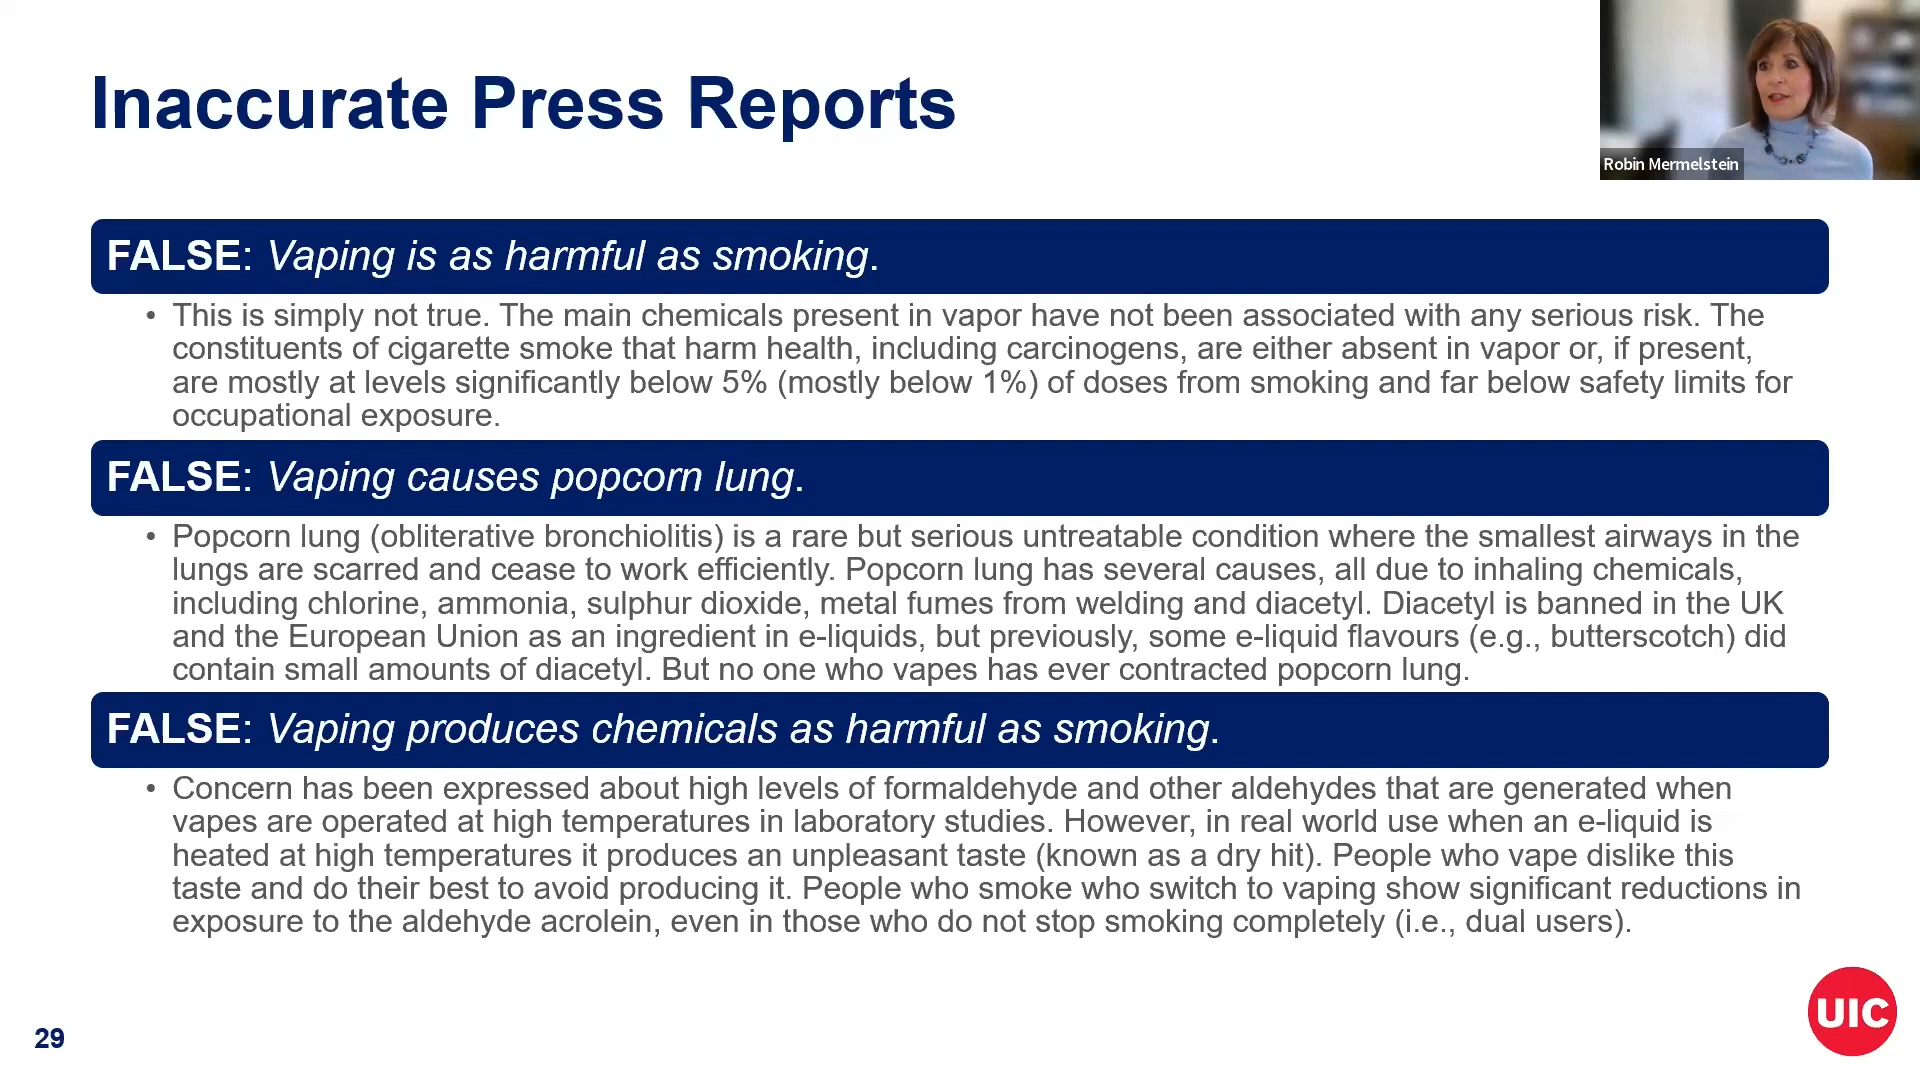 Inaccurate Press Reports
Robin Mermelstein
FALSE: Vaping is as harmful as smoking.
• This is simply not true. The main chemicals present in vapor have not been associated with any serious risk. The
constituents of cigarette smoke that harm health, including carcinogens, are either absent in vapor or, if present,
are mostly at levels significantly below 5% (mostly below 1%) of doses from smoking and far below safety limits for
occupational exposure.
FALSE: Vaping causes popcorn lung.
• Popcorn lung (obliterative bronchiolitis) is a rare but serious untreatable condition where the smallest airways in the
lungs are scarred and cease to work efficiently. Popcorn lung has several causes, all due to inhaling chemicals,
including chlorine, ammonia, sulphur dioxide, metal fumes from welding and diacetyl. Diacetyl is banned in the UK
and the European Union as an ingredient in e-liquids, but previously, some e-liquid flavours (e.g., butterscotch) did
contain small amounts of diacetyl. But no one who vapes has ever contracted popcorn lung.
FALSE: Vaping produces chemicals as harmful as smoking.
• Concern has been expressed about high levels of formaldehyde and other aldehydes that are generated when
vapes are operated at high temperatures in laboratory studies. However, in real world use when an e-liquid is
heated at high temperatures it produces an unpleasant taste (known as a dry hit). People who vape dislike this
taste and do their best to avoid producing it. People who smoke who switch to vaping show significant reductions in
exposure to the aldehyde acrolein, even in those who do not stop smoking completely (i.e., dual users).
UIC
29